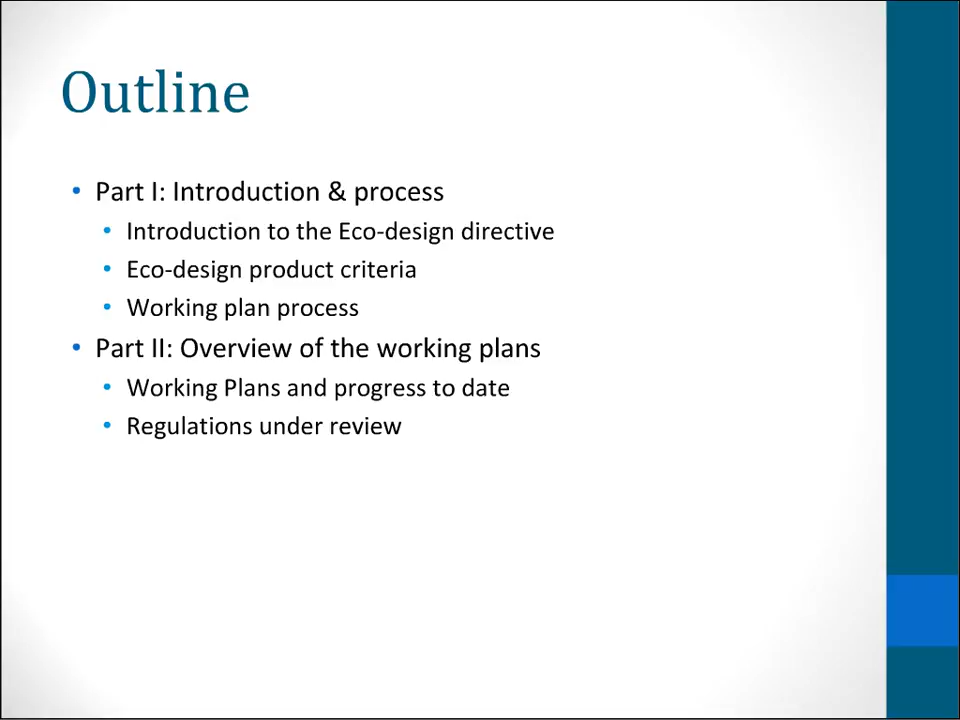 Outline
• Part I: Introduction & process
• Introduction to the Eco-design directive
• Eco-design product criteria
• Working plan process
• Part II: Overview of the working plans
• Working Plans and progress to date
• Regulations under review